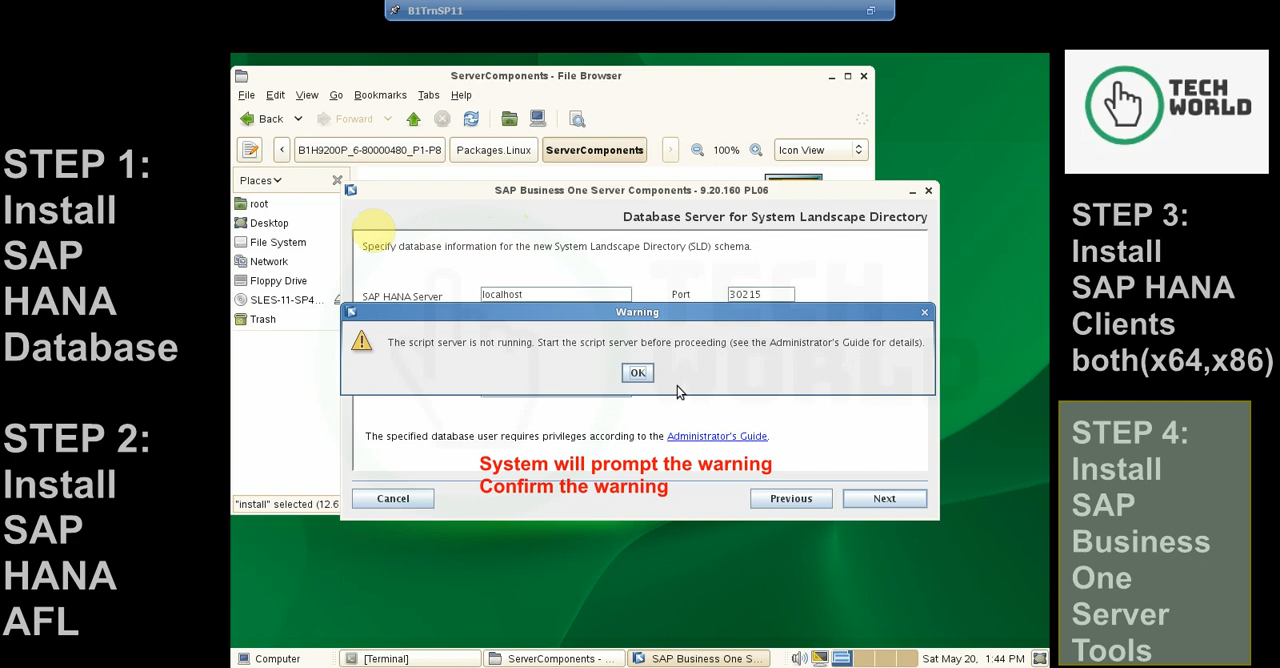 B1TrnSP11
STEP 1:
Install
SAP
HANA
Database
STEP 2:
Install
SAP
HANA
AFL
ServerComponents - File Browser
File Edit View Go Bookmarks Tabs Help
Back Forward
B1H9200P_6-80000480_P1-P8 Packages.Linux ServerComponents 100% Icon View
Places
root
Desktop
File System
Network
Floppy Drive
SLES-11-SP4...
Trash
"install" selected (12.6
SAP Business One Server Components - 9.20.160 PL06
Database Server for System Landscape Directory
Specify database information for the new System Landscape Directory (SLD) schema.
SAP HANA Server localhost Port 30215
Warning
The script server is not running. Start the script server before proceeding (see the Administrator's Guide for details).
OK
The specified database user requires privileges according to the Administrator's Guide.
System will prompt the warning
Confirm the warning
Cancel Previous Next
TECH
WORLD
TECH
WORLD
STEP 3:
Install
SAP HANA
Clients
both(x64,x86)
STEP 4:
Install
SAP
Business
One
Server
Tools
Computer [Terminal] ServerComponents - ... SAP Business One S... Sat May 20, 1:44 PM